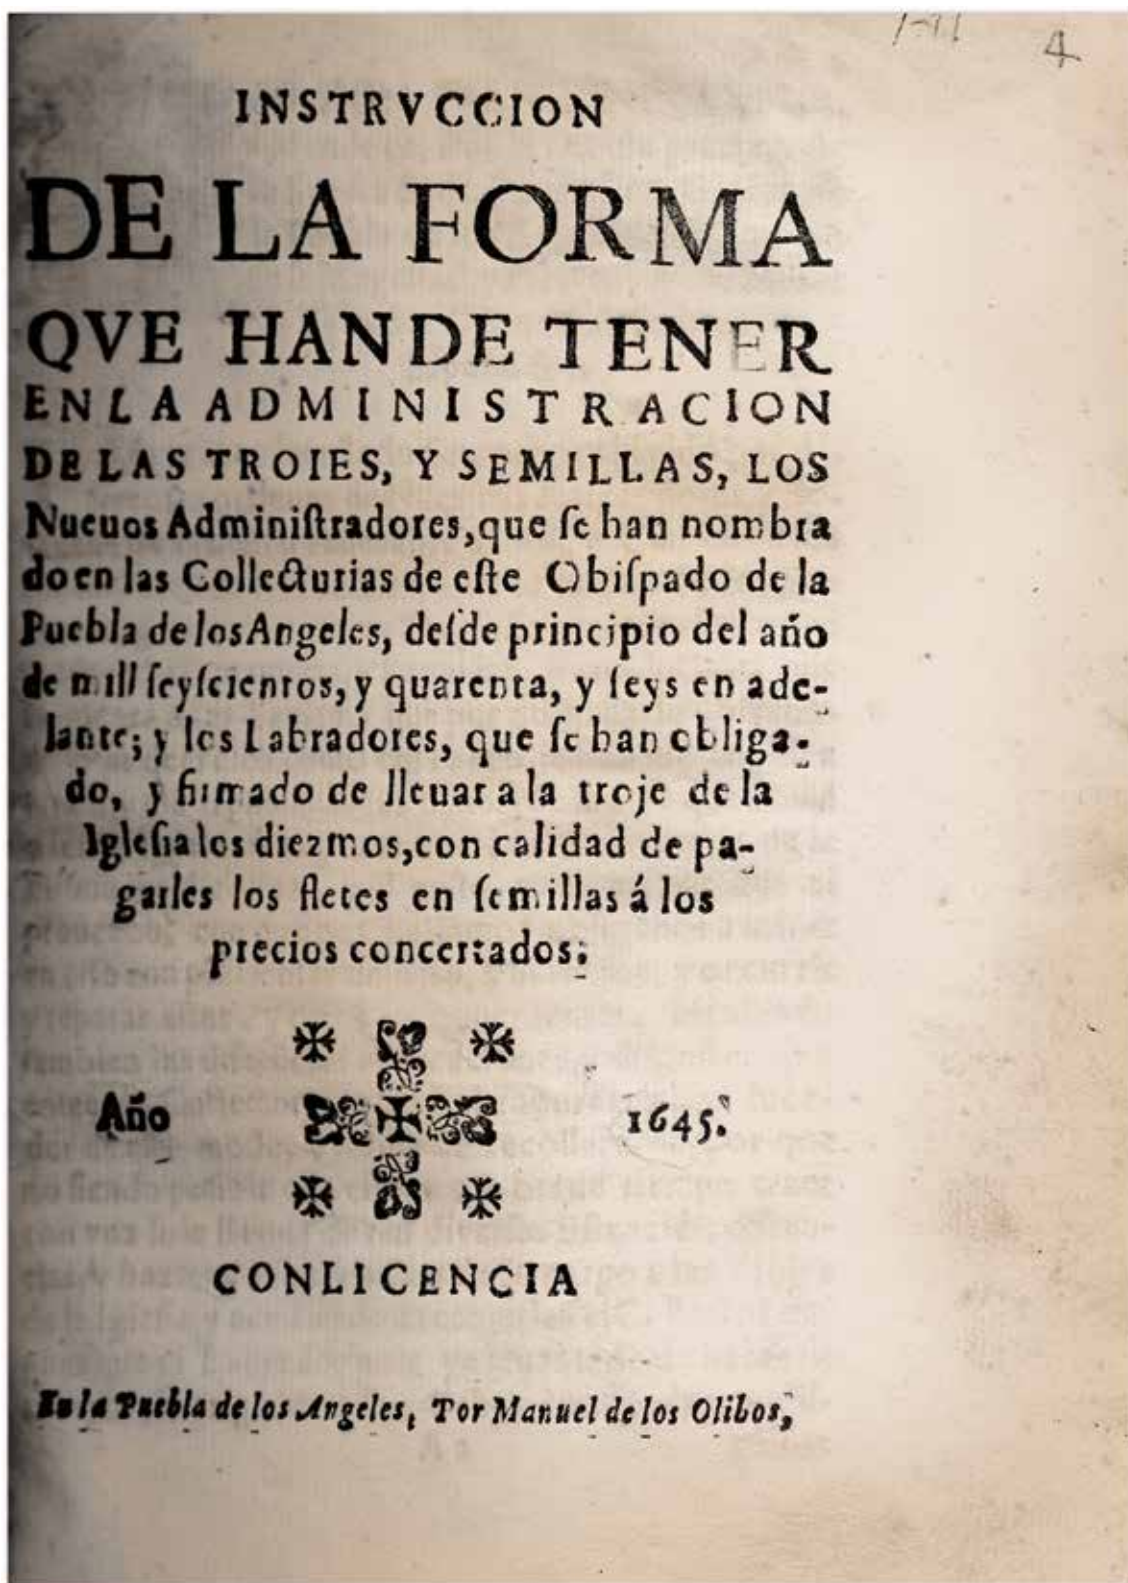 4
INSTRVCCION
DE LA FORMA
QVE HANDE TENER
EN LA ADMINISTRACION
DE LAS TROIES, Y SEMILLAS, LOS
Nueuos Adminiſtradores, que ſe han nombra
do en las Collecturias de eſte Obiſpado de la
Puebla de los Angeles, deſde principio del año
de mill ſeyſcientos, y quarenta, y ſeys en ade-
lante; y los Labradores, que ſe han obliga-
do, y firmado de lleuar a la troje de la
Igleſia los diezmos, con calidad de pa-
garles los fletes en ſemillas á los
precios concertados:
Año 1645.
CONLICENCIA
En la Puebla de los Angeles, Por Manuel de los Olibos,